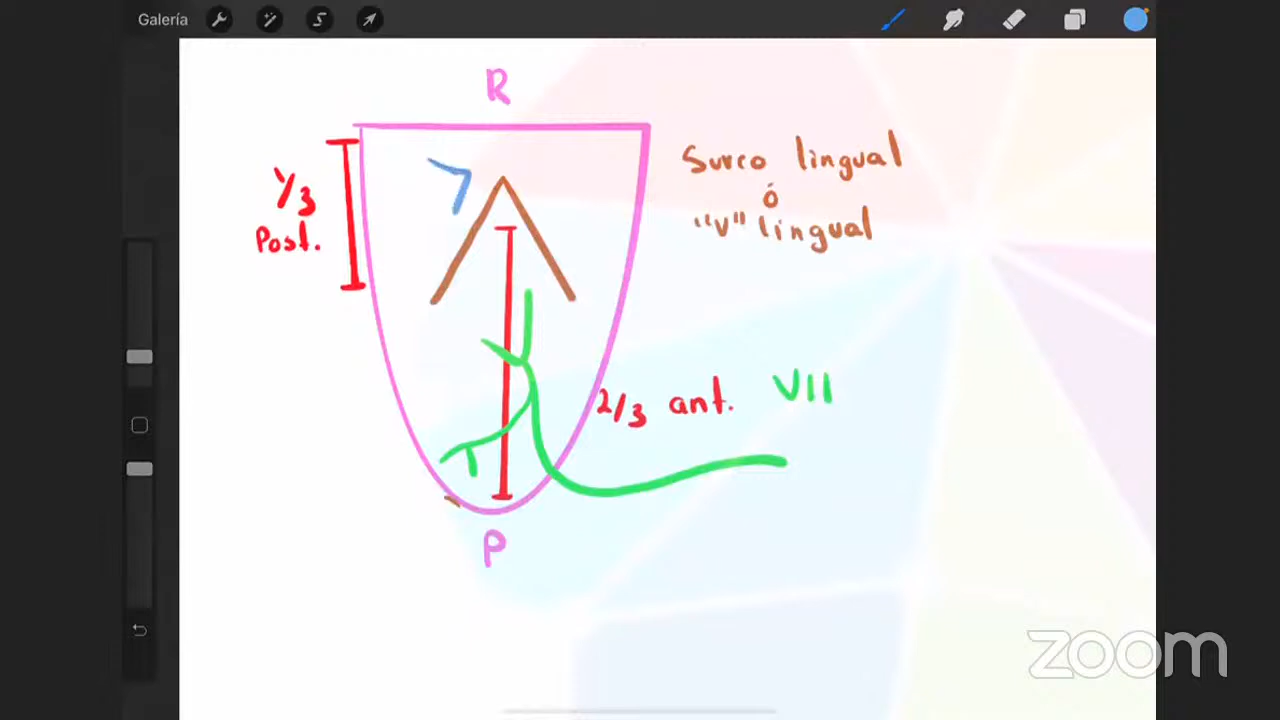 Galería
R
1/3
Post.
Surco lingual
ó
"V" lingual
2/3 ant.
VII
P
zoom